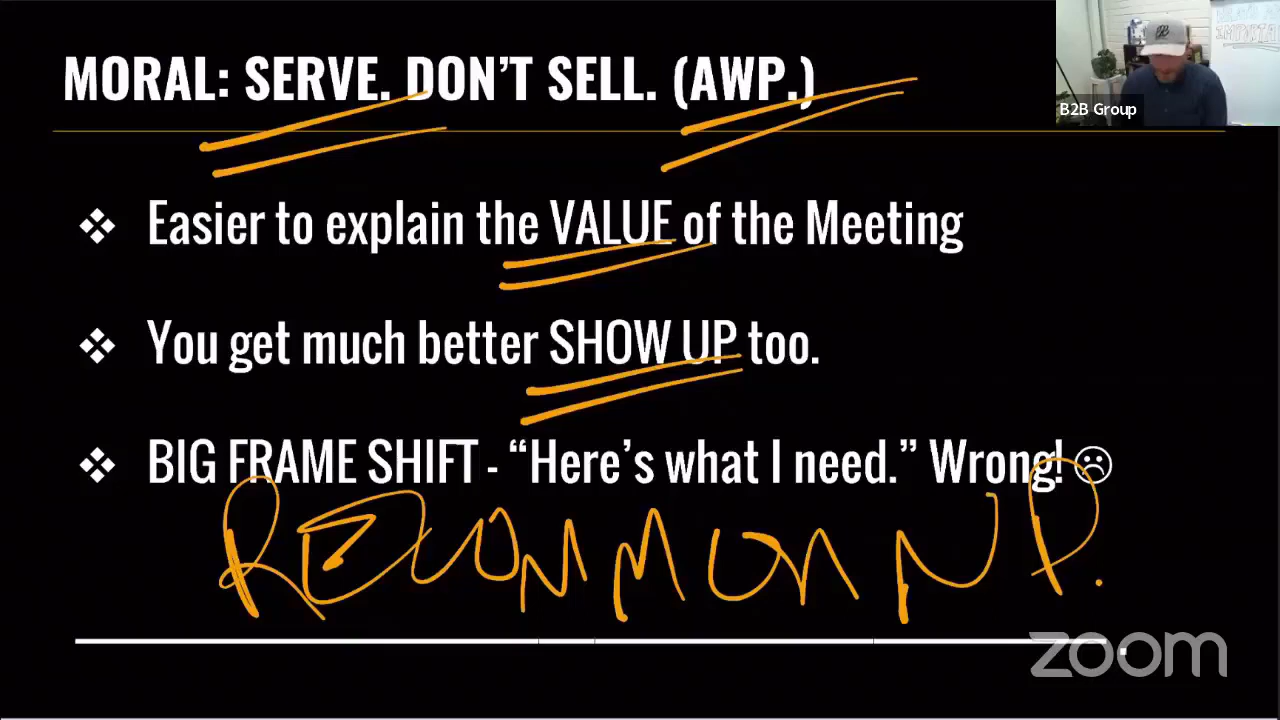 MORAL: SERVE. DON'T SELL. (AWP.)
B2B Group
❖ Easier to explain the VALUE of the Meeting
❖ You get much better SHOW UP too.
❖ BIG FRAME SHIFT - “Here’s what I need.” Wrong! ☹
zoom